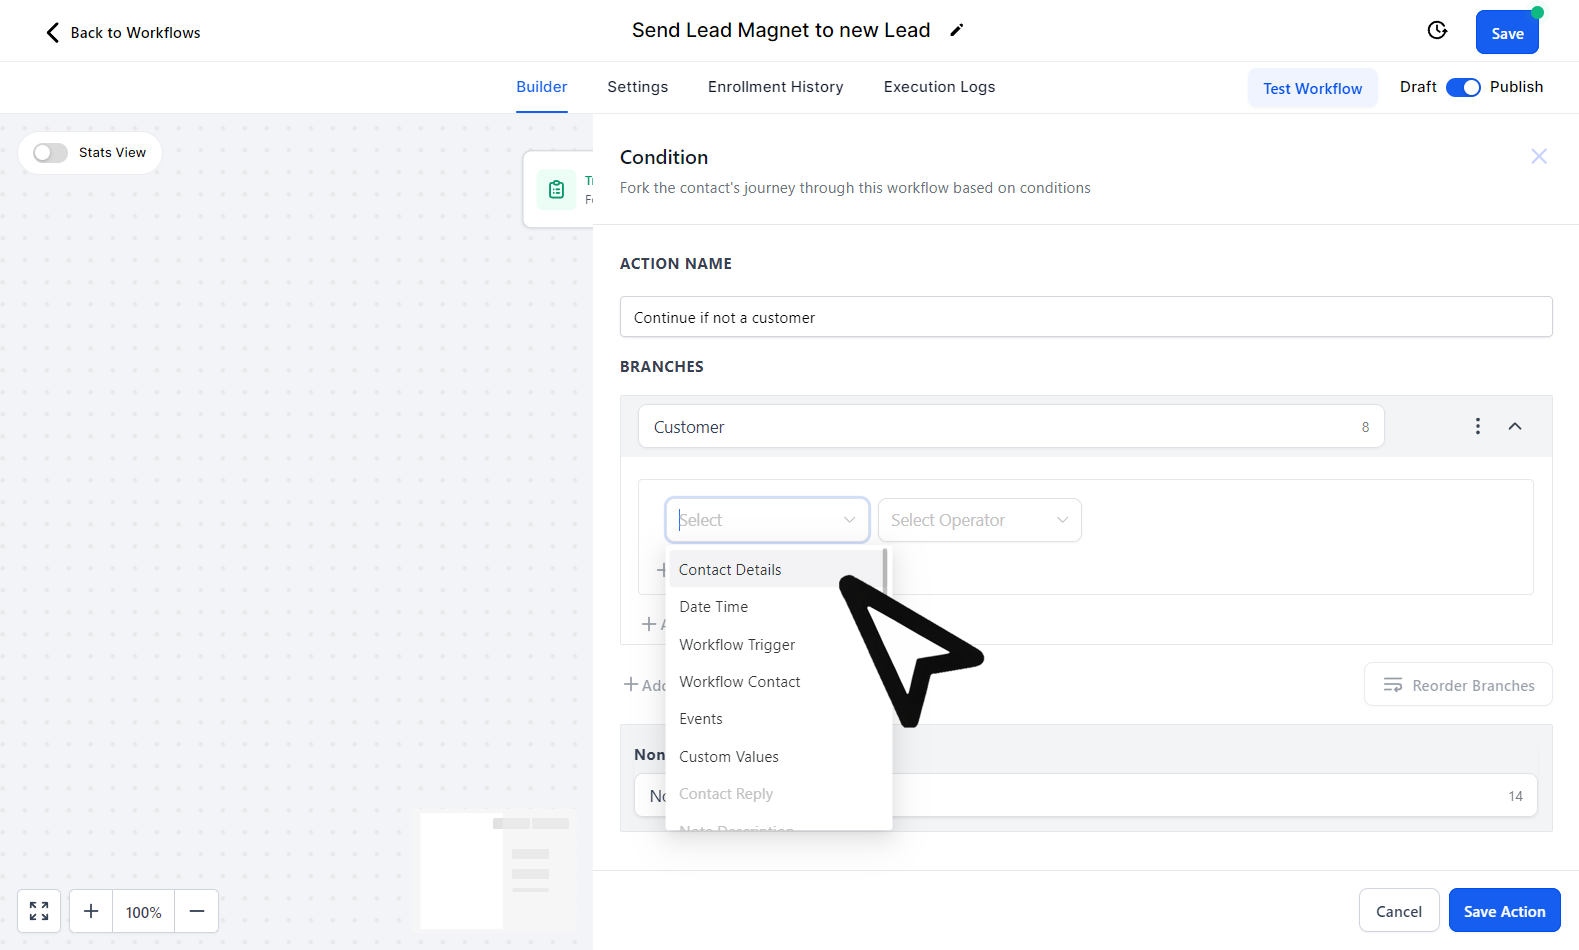 Back to Workflows
Send Lead Magnet to new Lead
Save
Builder
Settings
Enrollment History
Execution Logs
Test Workflow
Draft
Publish
Stats View
Condition
Fork the contact's journey through this workflow based on conditions
ACTION NAME
Continue if not a customer
BRANCHES
Customer
8
Select
Select Operator
Contact Details
Date Time
Workflow Trigger
Workflow Contact
Events
Custom Values
Contact Reply
Note Description
Reorder Branches
14
100%
Cancel
Save Action